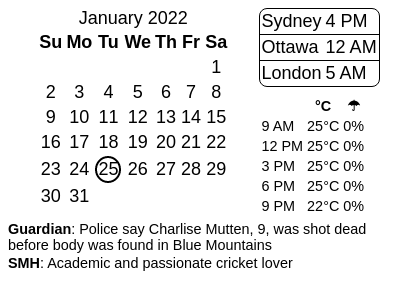 January 2022
Su Mo Tu We Th Fr Sa
1
2 3 4 5 6 7 8
9 10 11 12 13 14 15
16 17 18 19 20 21 22
23 24 25 26 27 28 29
30 31
Sydney 4 PM
Ottawa 12 AM
London 5 AM
°C ☂
9 AM 25°C 0%
12 PM 25°C 0%
3 PM 25°C 0%
6 PM 25°C 0%
9 PM 22°C 0%
Guardian: Police say Charlise Mutten, 9, was shot dead
before body was found in Blue Mountains
SMH: Academic and passionate cricket lover